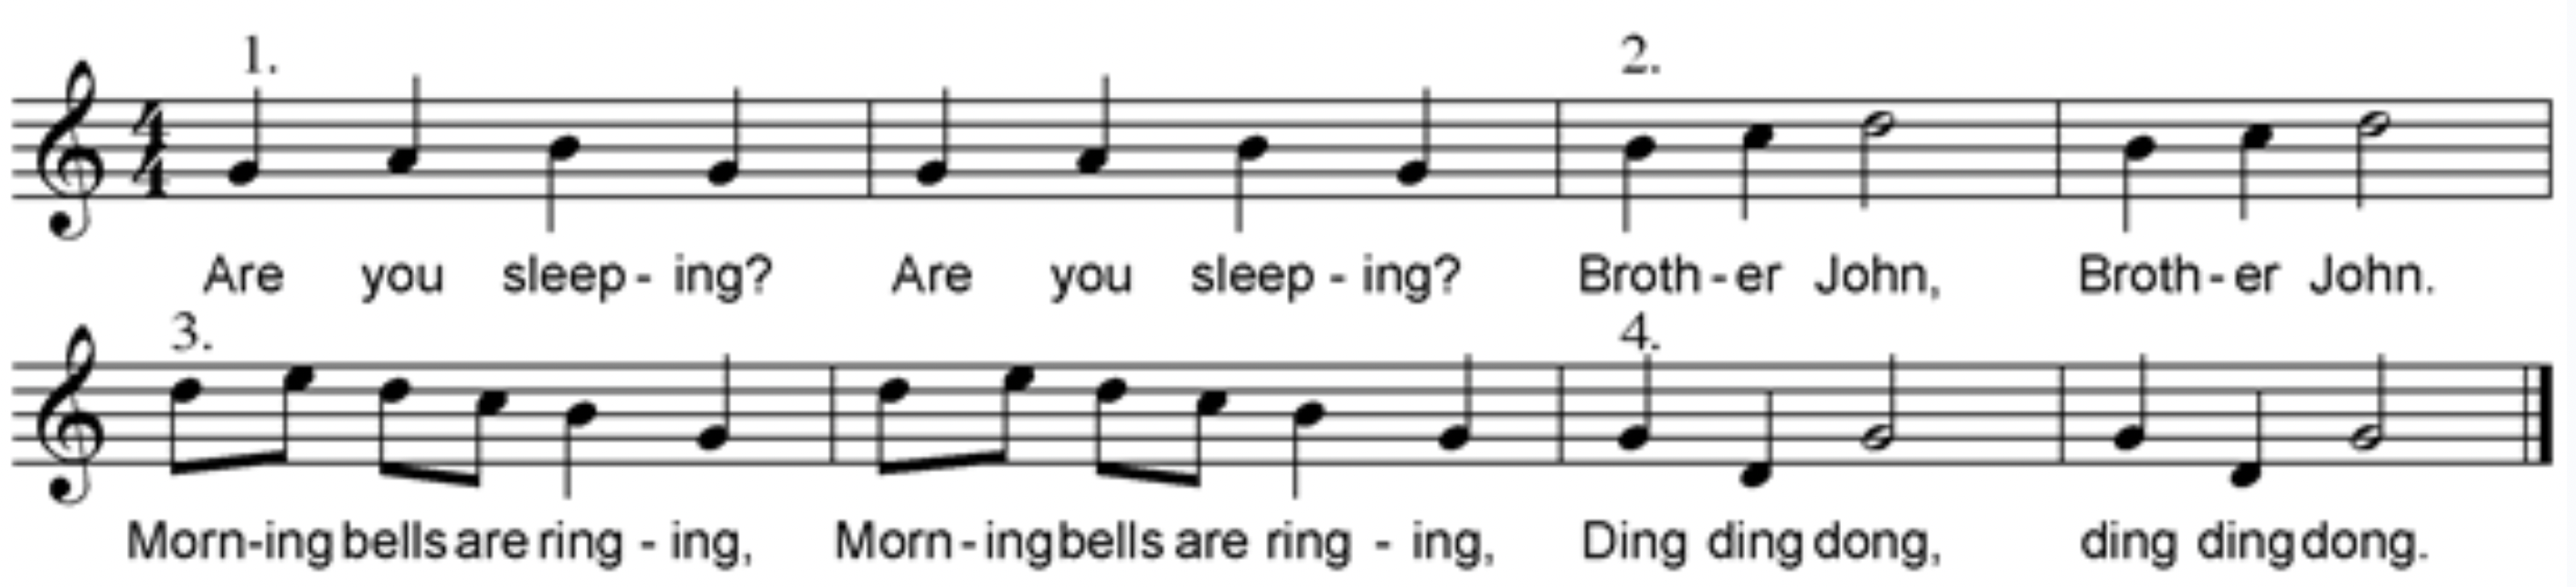 1. 2.
4
4
Are you sleep - ing? Are you sleep - ing? Broth - er John, Broth - er John.
3. 4.
Morn-ing bells are ring - ing, Morn - ing bells are ring - ing, Ding ding dong, ding ding dong.